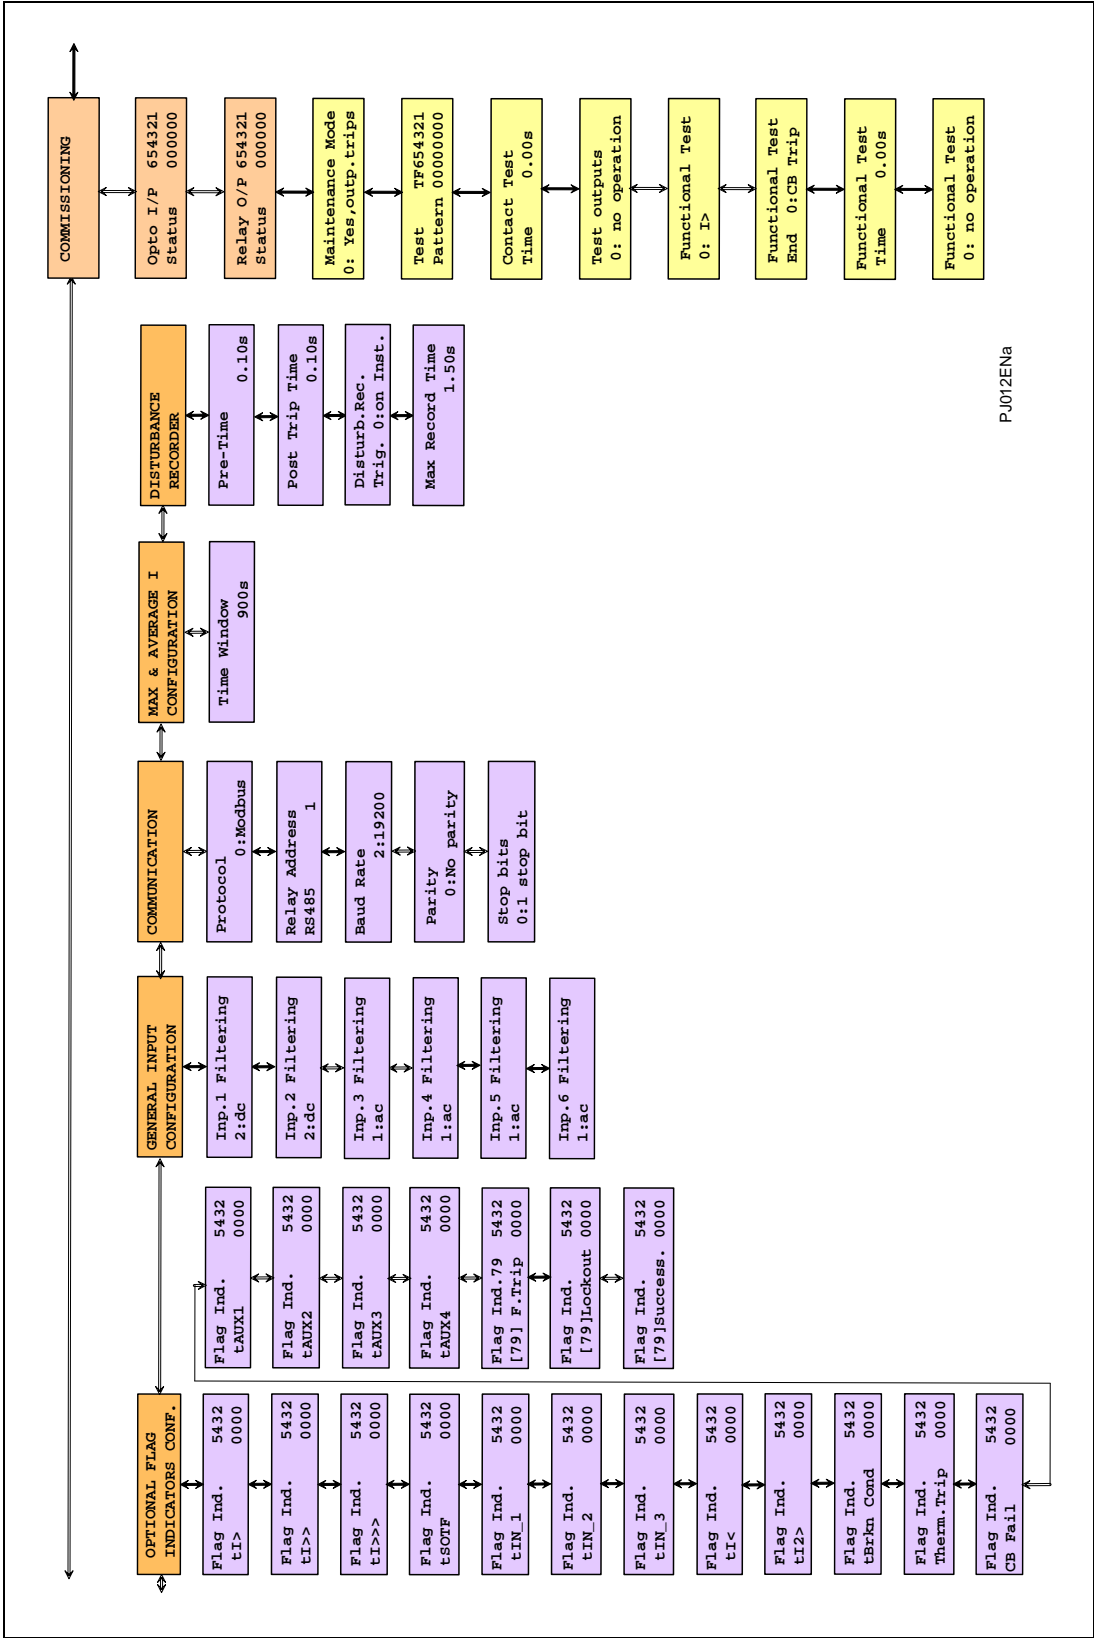 OPTIONAL FLAG
INDICATORS CONF.
Flag Ind. 5432
tI> 0000
Flag Ind. 5432
tI>> 0000
Flag Ind. 5432
tI>>> 0000
Flag Ind. 5432
tSOTF 0000
Flag Ind. 5432
tIN_1 0000
Flag Ind. 5432
tIN_2 0000
Flag Ind. 5432
tIN_3 0000
Flag Ind. 5432
tI< 0000
Flag Ind. 5432
tI2> 0000
Flag Ind. 5432
tBrkn Cond 0000
Flag Ind. 5432
Therm.Trip 0000
Flag Ind. 5432
CB Fail 0000
Flag Ind. 5432
tAUX1 0000
Flag Ind. 5432
tAUX2 0000
Flag Ind. 5432
tAUX3 0000
Flag Ind. 5432
tAUX4 0000
Flag Ind.79 5432
[79] F.Trip 0000
Flag Ind. 5432
[79]Lockout 0000
Flag Ind. 5432
[79]Success. 0000
GENERAL INPUT
CONFIGURATION
Inp.1 Filtering
2:dc
Inp.2 Filtering
2:dc
Inp.3 Filtering
1:ac
Inp.4 Filtering
1:ac
Inp.5 Filtering
1:ac
Inp.6 Filtering
1:ac
COMMUNICATION
Protocol
0:Modbus
Relay Address 1
RS485
Baud Rate
2:19200
Parity
0:No parity
Stop bits
0:1 stop bit
MAX & AVERAGE I
CONFIGURATION
Time Window
900s
DISTURBANCE
RECORDER
Pre-Time
0.10s
Post Trip Time
0.10s
Disturb.Rec.
Trig. 0:on Inst.
Max Record Time
1.50s
COMMISSIONING
Opto I/P 654321
Status 000000
Relay O/P 654321
Status 000000
Maintenance Mode
0: Yes,outp.trips
Test TF654321
Pattern 00000000
Contact Test
Time 0.00s
Test outputs
0: no operation
Functional Test
0: I>
Functional Test
End 0:CB Trip
Functional Test
Time 0.00s
Functional Test
0: no operation
PJ012ENa